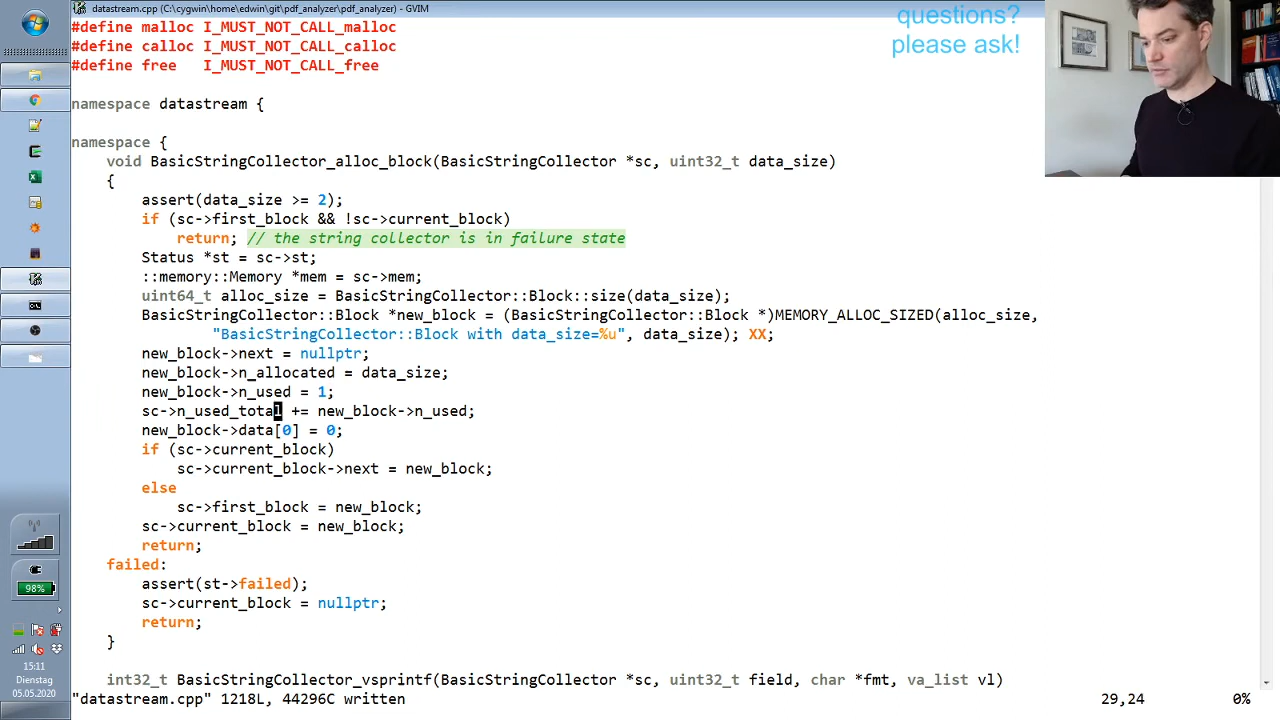 datastream.cpp (C:\cygwin\home\edwin\git\pdf_analyzer\pdf_analyzer) - GVIM
#define malloc I_MUST_NOT_CALL_malloc
#define calloc I_MUST_NOT_CALL_calloc
#define free   I_MUST_NOT_CALL_free
questions?
please ask!
namespace datastream {
namespace {
    void BasicStringCollector_alloc_block(BasicStringCollector *sc, uint32_t data_size)
    {
        assert(data_size >= 2);
        if (sc->first_block && !sc->current_block)
            return; // the string collector is in failure state
        Status *st = sc->st;
        ::memory::Memory *mem = sc->mem;
        uint64_t alloc_size = BasicStringCollector::Block::size(data_size);
        BasicStringCollector::Block *new_block = (BasicStringCollector::Block *)MEMORY_ALLOC_SIZED(alloc_size,
                "BasicStringCollector::Block with data_size=%u", data_size); XX;
        new_block->next = nullptr;
        new_block->n_allocated = data_size;
        new_block->n_used = 1;
        sc->n_used_total += new_block->n_used;
        new_block->data[0] = 0;
        if (sc->current_block)
            sc->current_block->next = new_block;
        else
            sc->first_block = new_block;
        sc->current_block = new_block;
        return;
    failed:
        assert(st->failed);
        sc->current_block = nullptr;
        return;
    }
    int32_t BasicStringCollector_vsprintf(BasicStringCollector *sc, uint32_t field, char *fmt, va_list vl)
"datastream.cpp" 1218L, 44296C written
29,24
0%
98%
15:11
Dienstag
05.05.2020